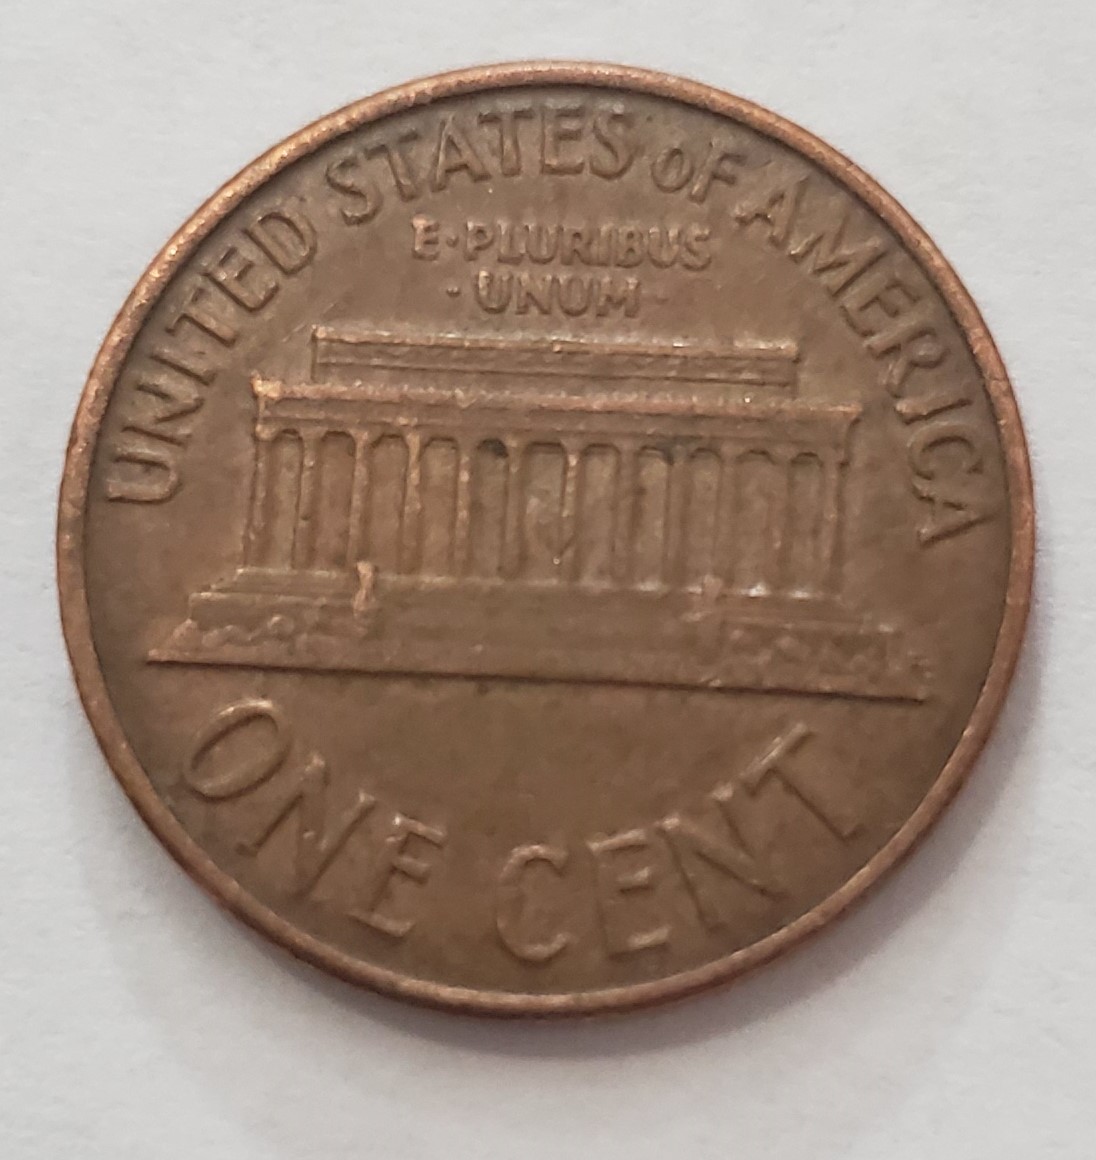 UNITED STATES OF AMERICA
E·PLURIBUS
·UNUM·
ONE CENT